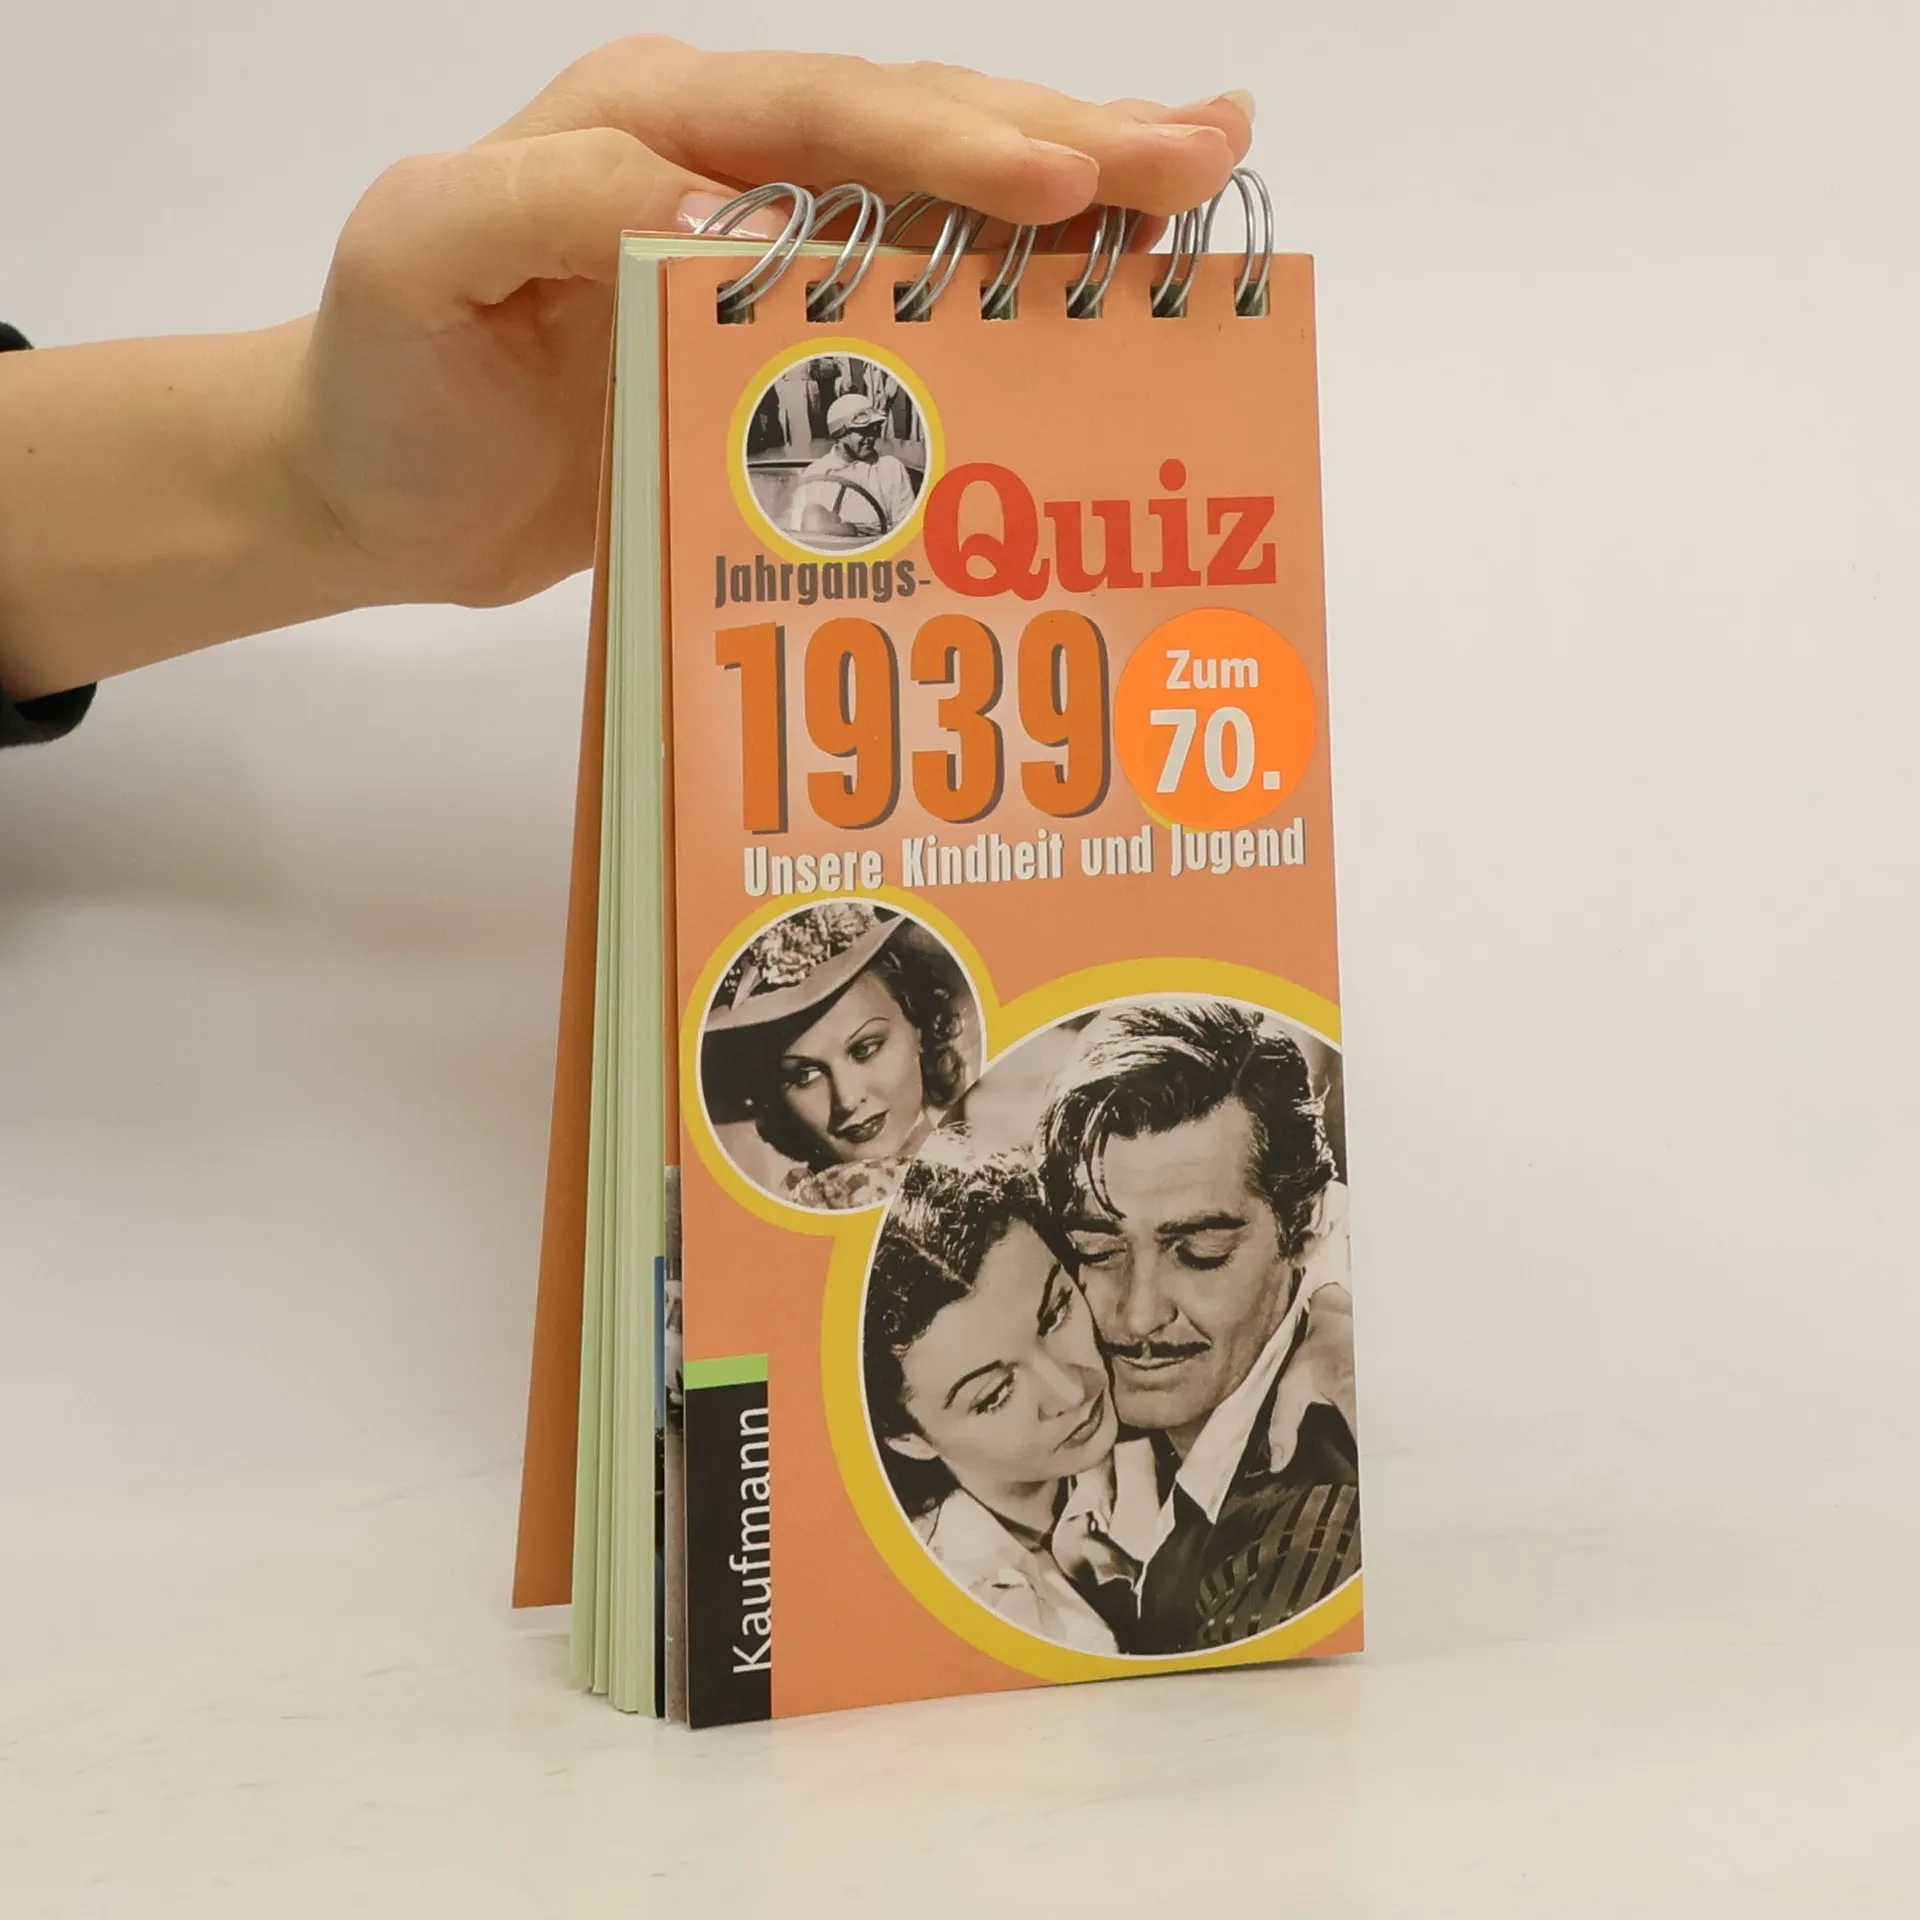 Jahrgangs-Quiz
1939
Zum
70.
Unsere Kindheit und Jugend
Kaufmann